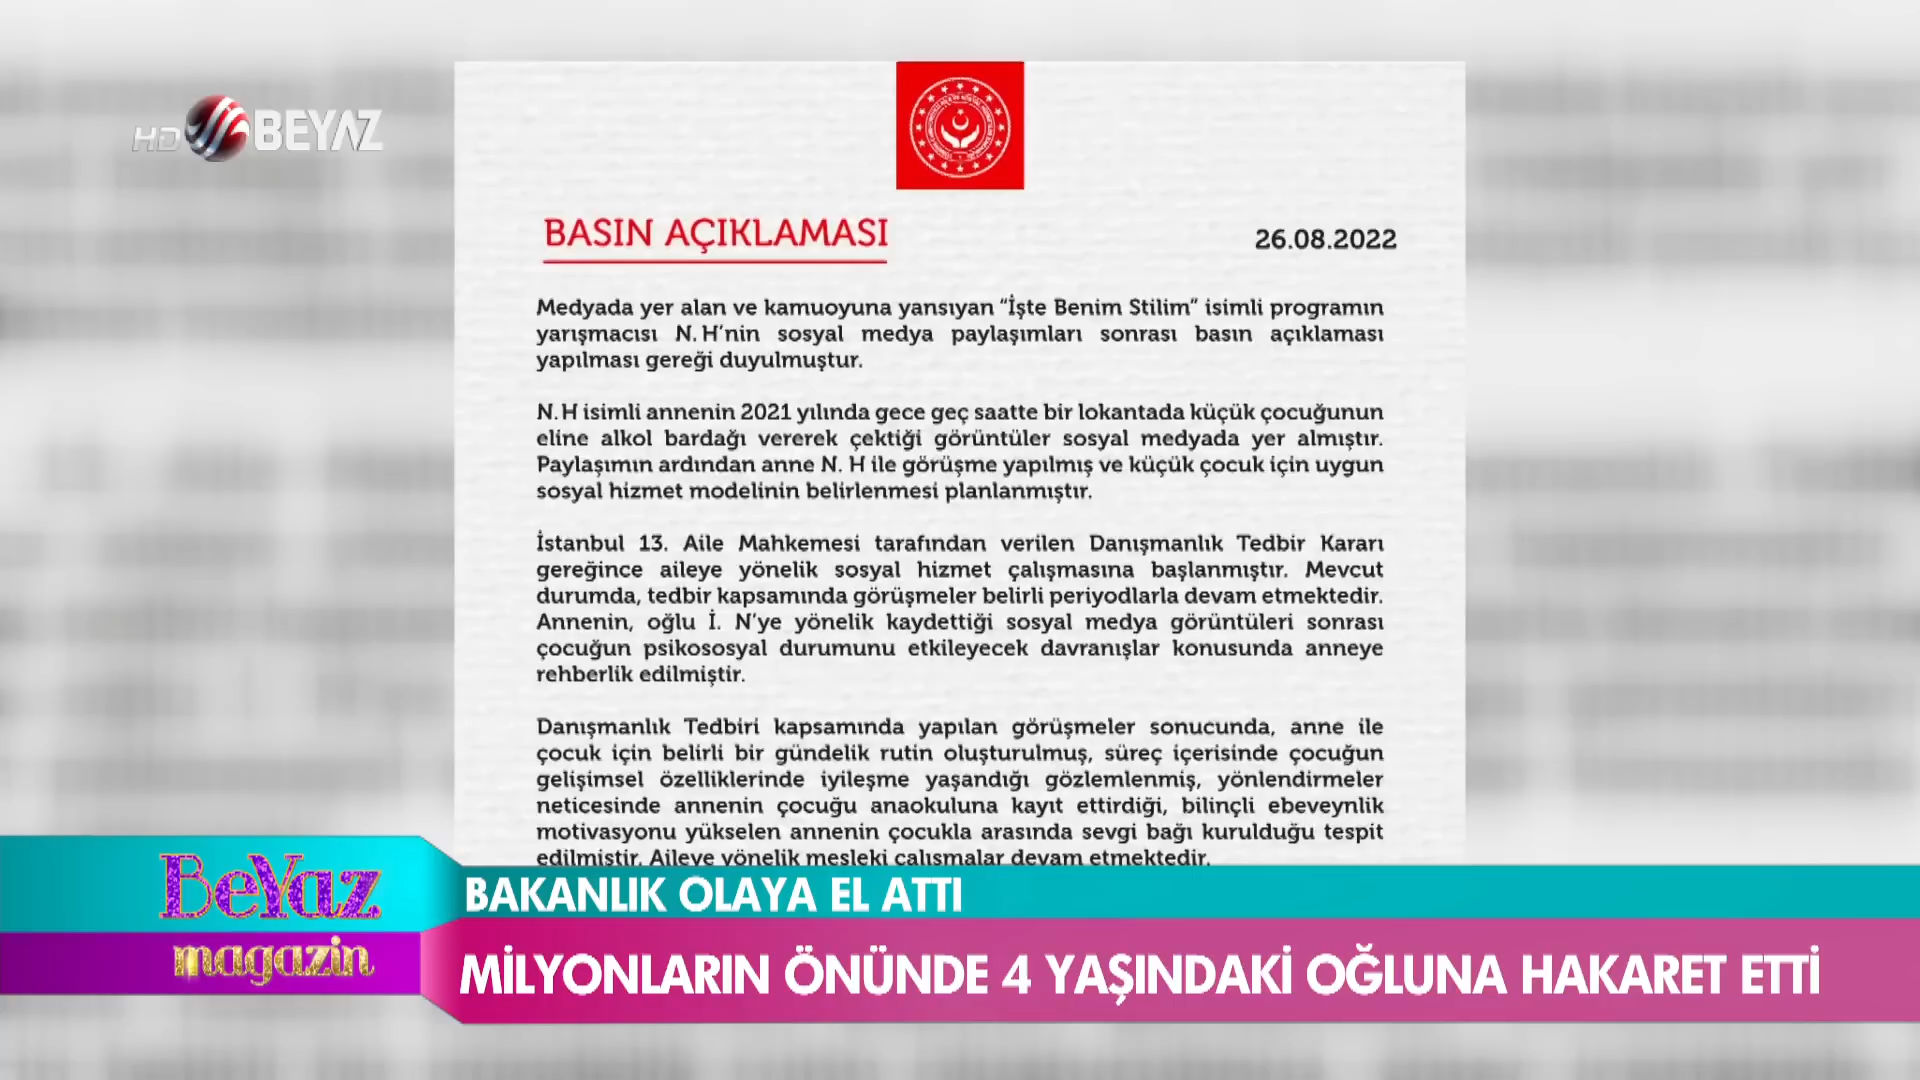 HD BEYAZ
BASIN AÇIKLAMASI
26.08.2022
Medyada yer alan ve kamuoyuna yansıyan “İşte Benim Stilim” isimli programın
yarışmacısı N.H’nin sosyal medya paylaşımları sonrası basın açıklaması
yapılması gereği duyulmuştur.
N.H isimli annenin 2021 yılında gece geç saatte bir lokantada küçük çocuğunun
eline alkol bardağı vererek çektiği görüntüler sosyal medyada yer almıştır.
Paylaşımın ardından anne N. H ile görüşme yapılmış ve küçük çocuk için uygun
sosyal hizmet modelinin belirlenmesi planlanmıştır.
İstanbul 13. Aile Mahkemesi tarafından verilen Danışmanlık Tedbir Kararı
gereğince aileye yönelik sosyal hizmet çalışmasına başlanmıştır. Mevcut
durumda, tedbir kapsamında görüşmeler belirli periyodlarla devam etmektedir.
Annenin, oğlu İ. N’ye yönelik kaydettiği sosyal medya görüntüleri sonrası
çocuğun psikososyal durumunu etkileyecek davranışlar konusunda anneye
rehberlik edilmiştir.
Danışmanlık Tedbiri kapsamında yapılan görüşmeler sonucunda, anne ile
çocuk için belirli bir gündelik rutin oluşturulmuş, süreç içerisinde çocuğun
gelişimsel özelliklerinde iyileşme yaşandığı gözlemlenmiş, yönlendirmeler
neticesinde annenin çocuğu anaokuluna kayıt ettirdiği, bilinçli ebeveynlik
motivasyonu yükselen annenin çocukla arasında sevgi bağı kurulduğu tespit
edilmiştir. Aileye yönelik mesleki çalışmalar devam etmektedir.
BeYaz
magazin
BAKANLIK OLAYA EL ATTI
MİLYONLARIN ÖNÜNDE 4 YAŞINDAKİ OĞLUNA HAKARET ETTİ